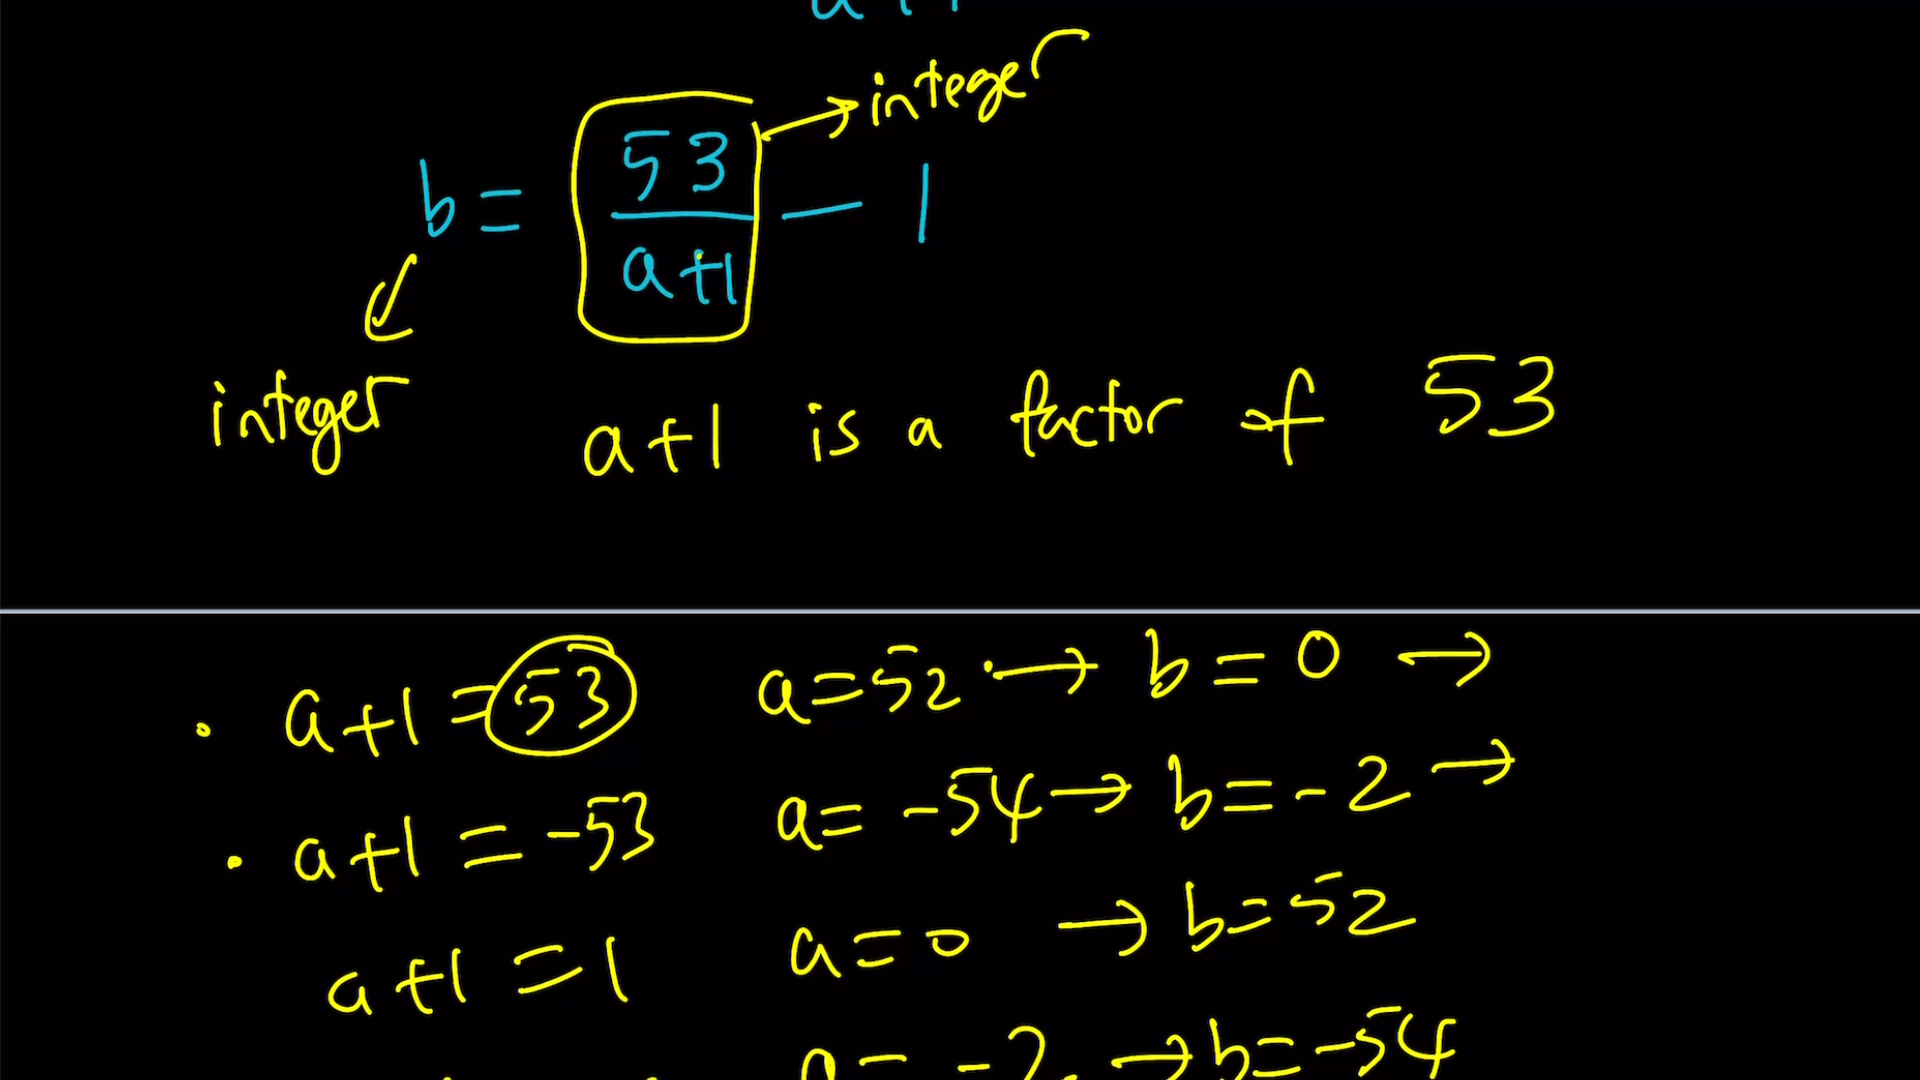 integer
b = 53/(a+1) - 1
integer
a+1 is a factor of 53
. a+1 = 53 a=52 → b = 0 →
. a+1 = -53 a= -54 → b= -2 →
a+1 = 1 a=0 → b=52
a= -2 → b= -54